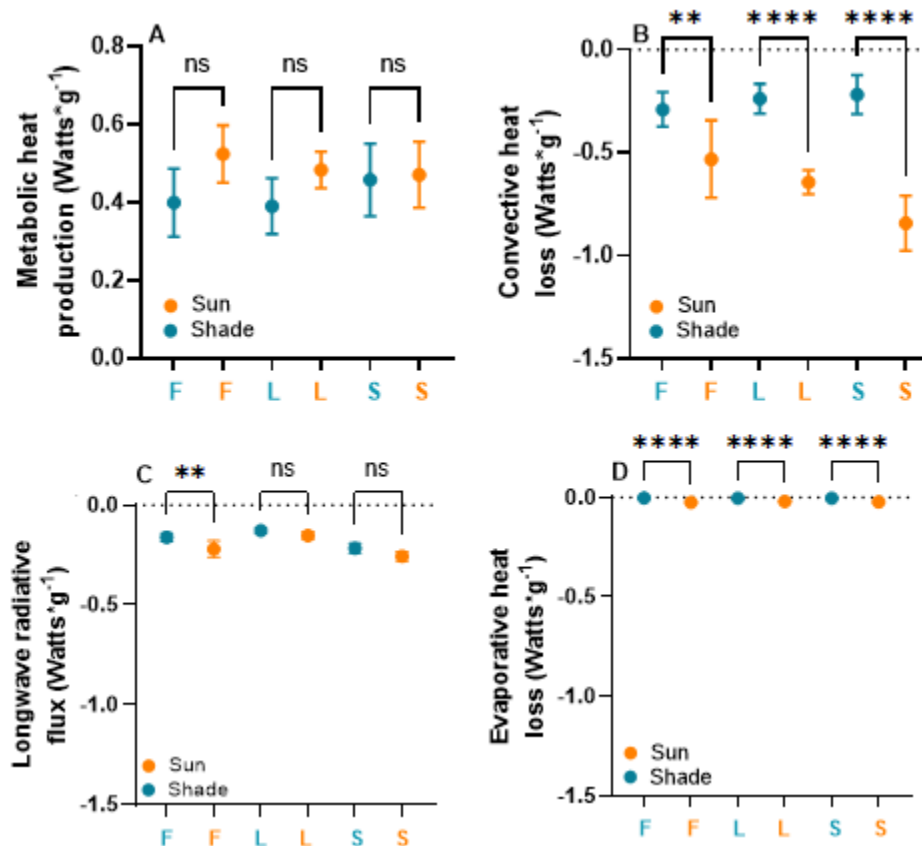 A
Metabolic heat
production (Watts*g-1)
0.8
0.6
0.4
0.2
0.0
ns ns ns
Sun
Shade
F F L L S S
B
Convective heat
loss (Watts*g-1)
0.0
-0.5
-1.0
-1.5
** **** ****
Sun
Shade
F F L L S S
C
Longwave radiative
flux (Watts*g-1)
0.0
-0.5
-1.0
-1.5
** ns ns
Sun
Shade
F F L L S S
D
Evaporative heat
loss (Watts*g-1)
0.0
-0.5
-1.0
-1.5
**** **** ****
Sun
Shade
F F L L S S